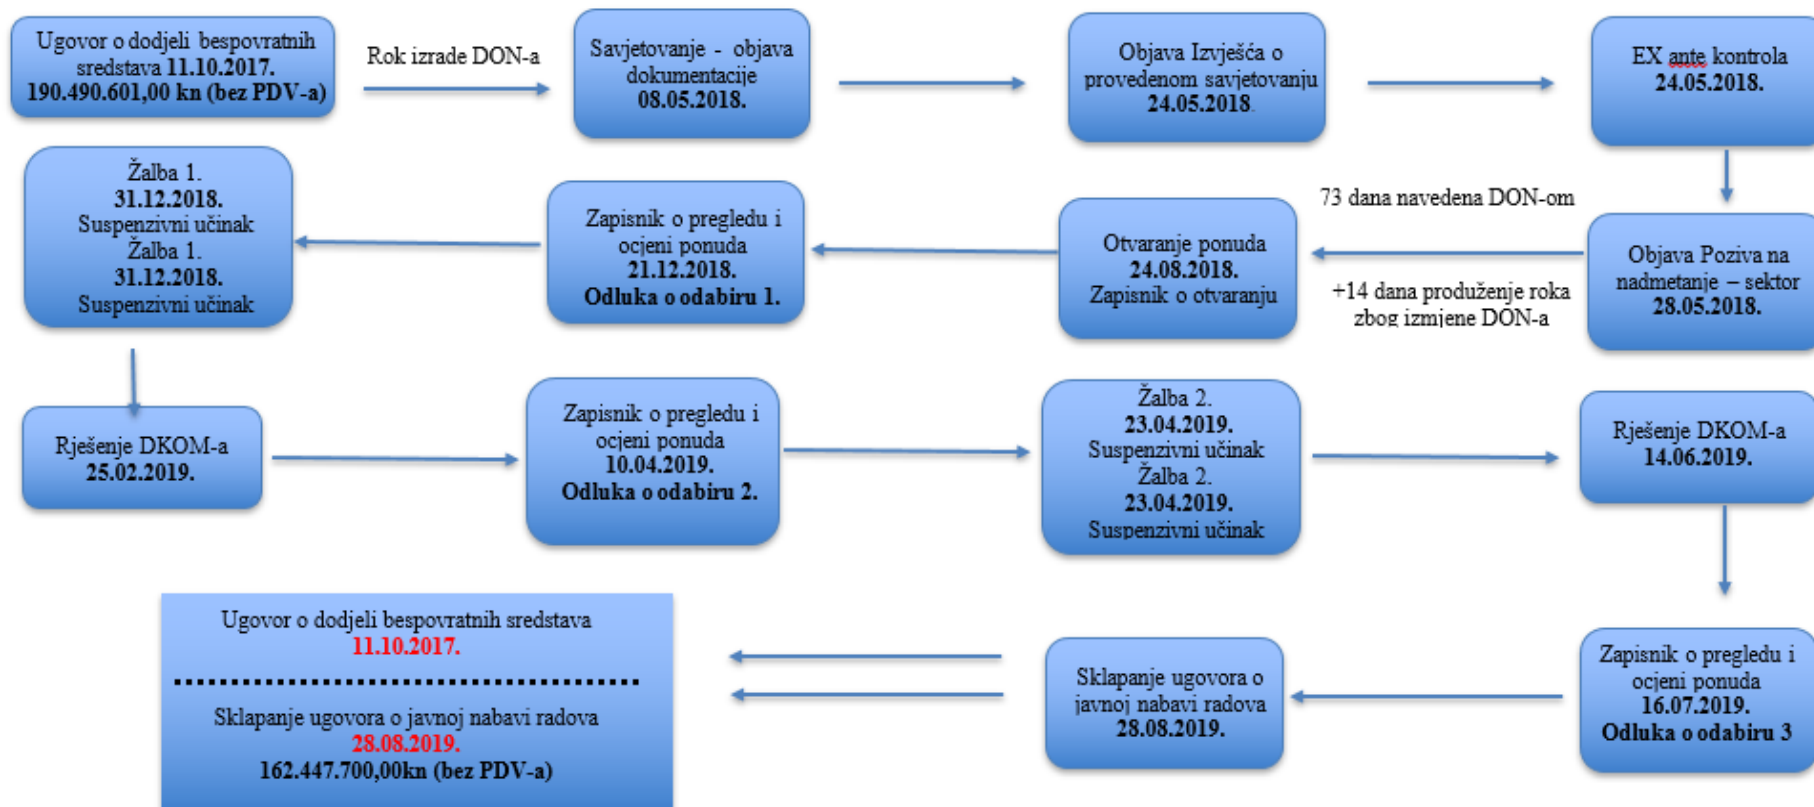 Ugovor o dodjeli bespovratnih
sredstava 11.10.2017.
190.490.601,00 kn (bez PDV-a)
Rok izrade DON-a
Savjetovanje - objava
dokumentacije
08.05.2018.
Objava Izvješća o
provedenom savjetovanju
24.05.2018.
EX ante kontrola
24.05.2018.
Žalba 1.
31.12.2018.
Suspenzivni učinak
Žalba 1.
31.12.2018.
Suspenzivni učinak
Zapisnik o pregledu i
ocjeni ponuda
21.12.2018.
Odluka o odabiru 1.
Otvaranje ponuda
24.08.2018.
Zapisnik o otvaranju
73 dana navedena DON-om
+14 dana produženje roka
zbog izmjene DON-a
Objava Poziva na
nadmetanje – sektor
28.05.2018.
Rješenje DKOM-a
25.02.2019.
Zapisnik o pregledu i
ocjeni ponuda
10.04.2019.
Odluka o odabiru 2.
Žalba 2.
23.04.2019.
Suspenzivni učinak
Žalba 2.
23.04.2019.
Suspenzivni učinak
Rješenje DKOM-a
14.06.2019.
Ugovor o dodjeli bespovratnih sredstava
11.10.2017.
Sklapanje ugovora o javnoj nabavi radova
28.08.2019.
162.447.700,00kn (bez PDV-a)
Sklapanje ugovora o
javnoj nabavi radova
28.08.2019.
Zapisnik o pregledu i
ocjeni ponuda
16.07.2019.
Odluka o odabiru 3